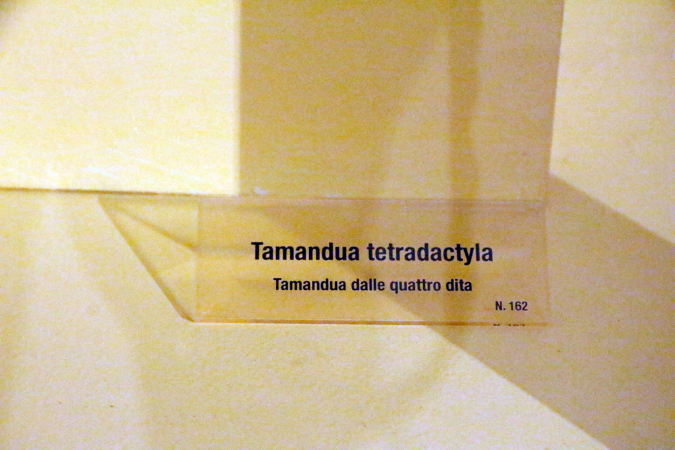 Tamandua tetradactyla
Tamandua dalle quattro dita
N. 162